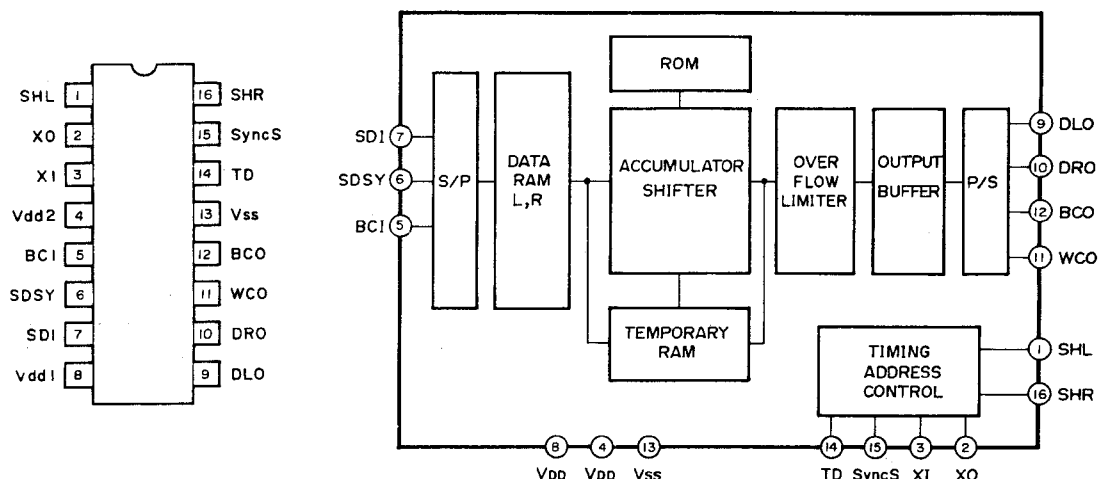 SHL 1
XO 2
XI 3
Vdd2 4
BCI 5
SDSY 6
SDI 7
Vdd1 8
16 SHR
15 SyncS
14 TD
13 Vss
12 BCO
11 WCO
10 DRO
9 DLO
SDI 7
SDSY 6
BCI 5
S/P
DATA
RAM
L,R
ROM
ACCUMULATOR
SHIFTER
TEMPORARY
RAM
OVER
FLOW
LIMITER
OUTPUT
BUFFER
P/S
9 DLO
10 DRO
12 BCO
11 WCO
TIMING
ADDRESS
CONTROL
1 SHL
16 SHR
8 4 13
VDD VDD Vss
14 15 3 2
TD SyncS XI XO